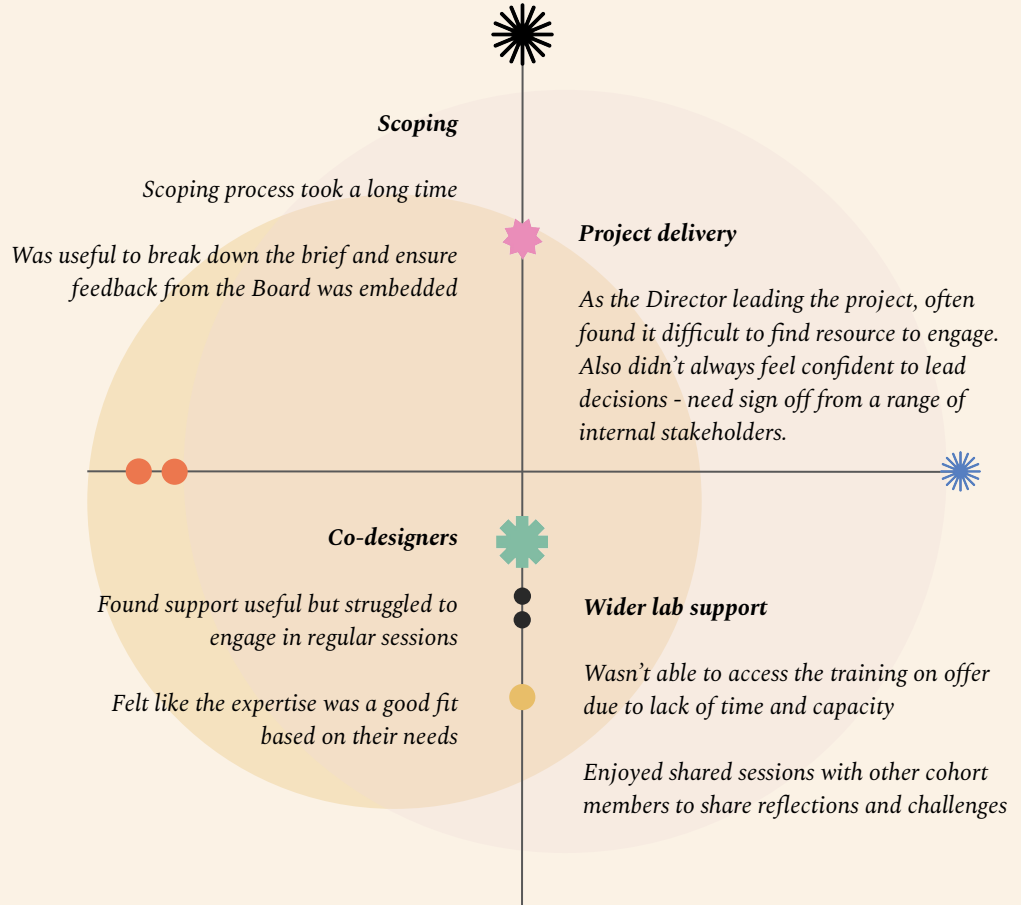 Scoping
Scoping process took a long time
Was useful to break down the brief and ensure
feedback from the Board was embedded
Project delivery
As the Director leading the project, often
found it difficult to find resource to engage.
Also didn’t always feel confident to lead
decisions - need sign off from a range of
internal stakeholders.
Co-designers
Found support useful but struggled to
engage in regular sessions
Felt like the expertise was a good fit
based on their needs
Wider lab support
Wasn’t able to access the training on offer
due to lack of time and capacity
Enjoyed shared sessions with other cohort
members to share reflections and challenges